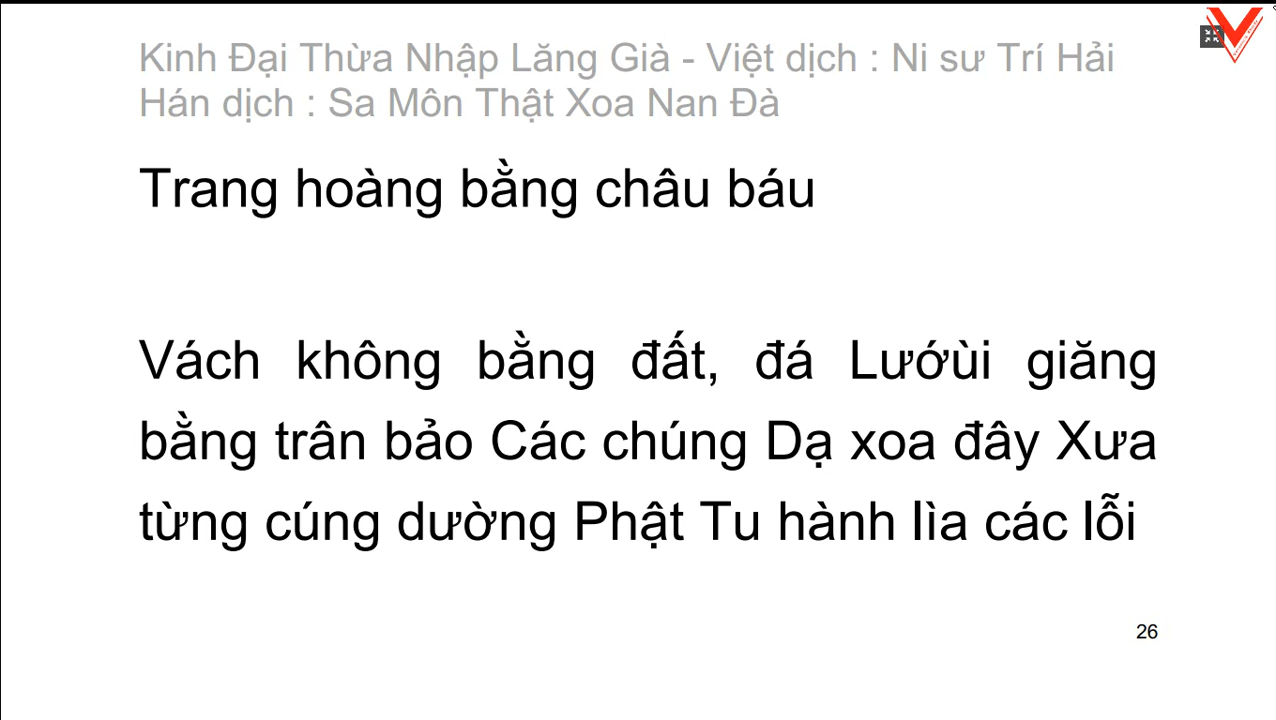 Kinh Đại Thừa Nhập Lăng Già - Việt dịch : Ni sư Trí Hải
Hán dịch : Sa Môn Thật Xoa Nan Đà
Trang hoàng bằng châu báu
Vách không bằng đất, đá Lướùi giăng
bằng trân bảo Các chúng Dạ xoa đây Xưa
từng cúng dường Phật Tu hành lìa các lỗi
26